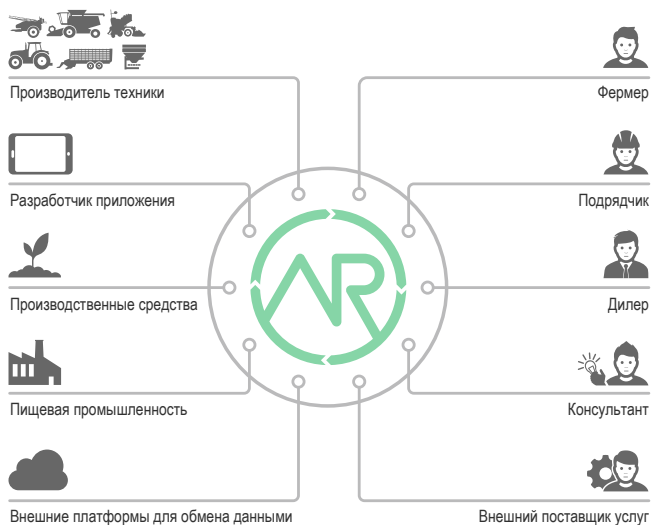 Производитель техники
Фермер
Разработчик приложения
Подрядчик
AR
Производственные средства
Дилер
Пищевая промышленность
Консультант
Внешние платформы для обмена данными
Внешний поставщик услуг